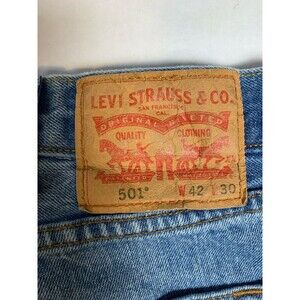 LEVI STRAUSS & CO.
SAN FRANCISCO
CAL.
ORIGINAL RIVETED
QUALITY CLOTHING
501® W 42 L 30